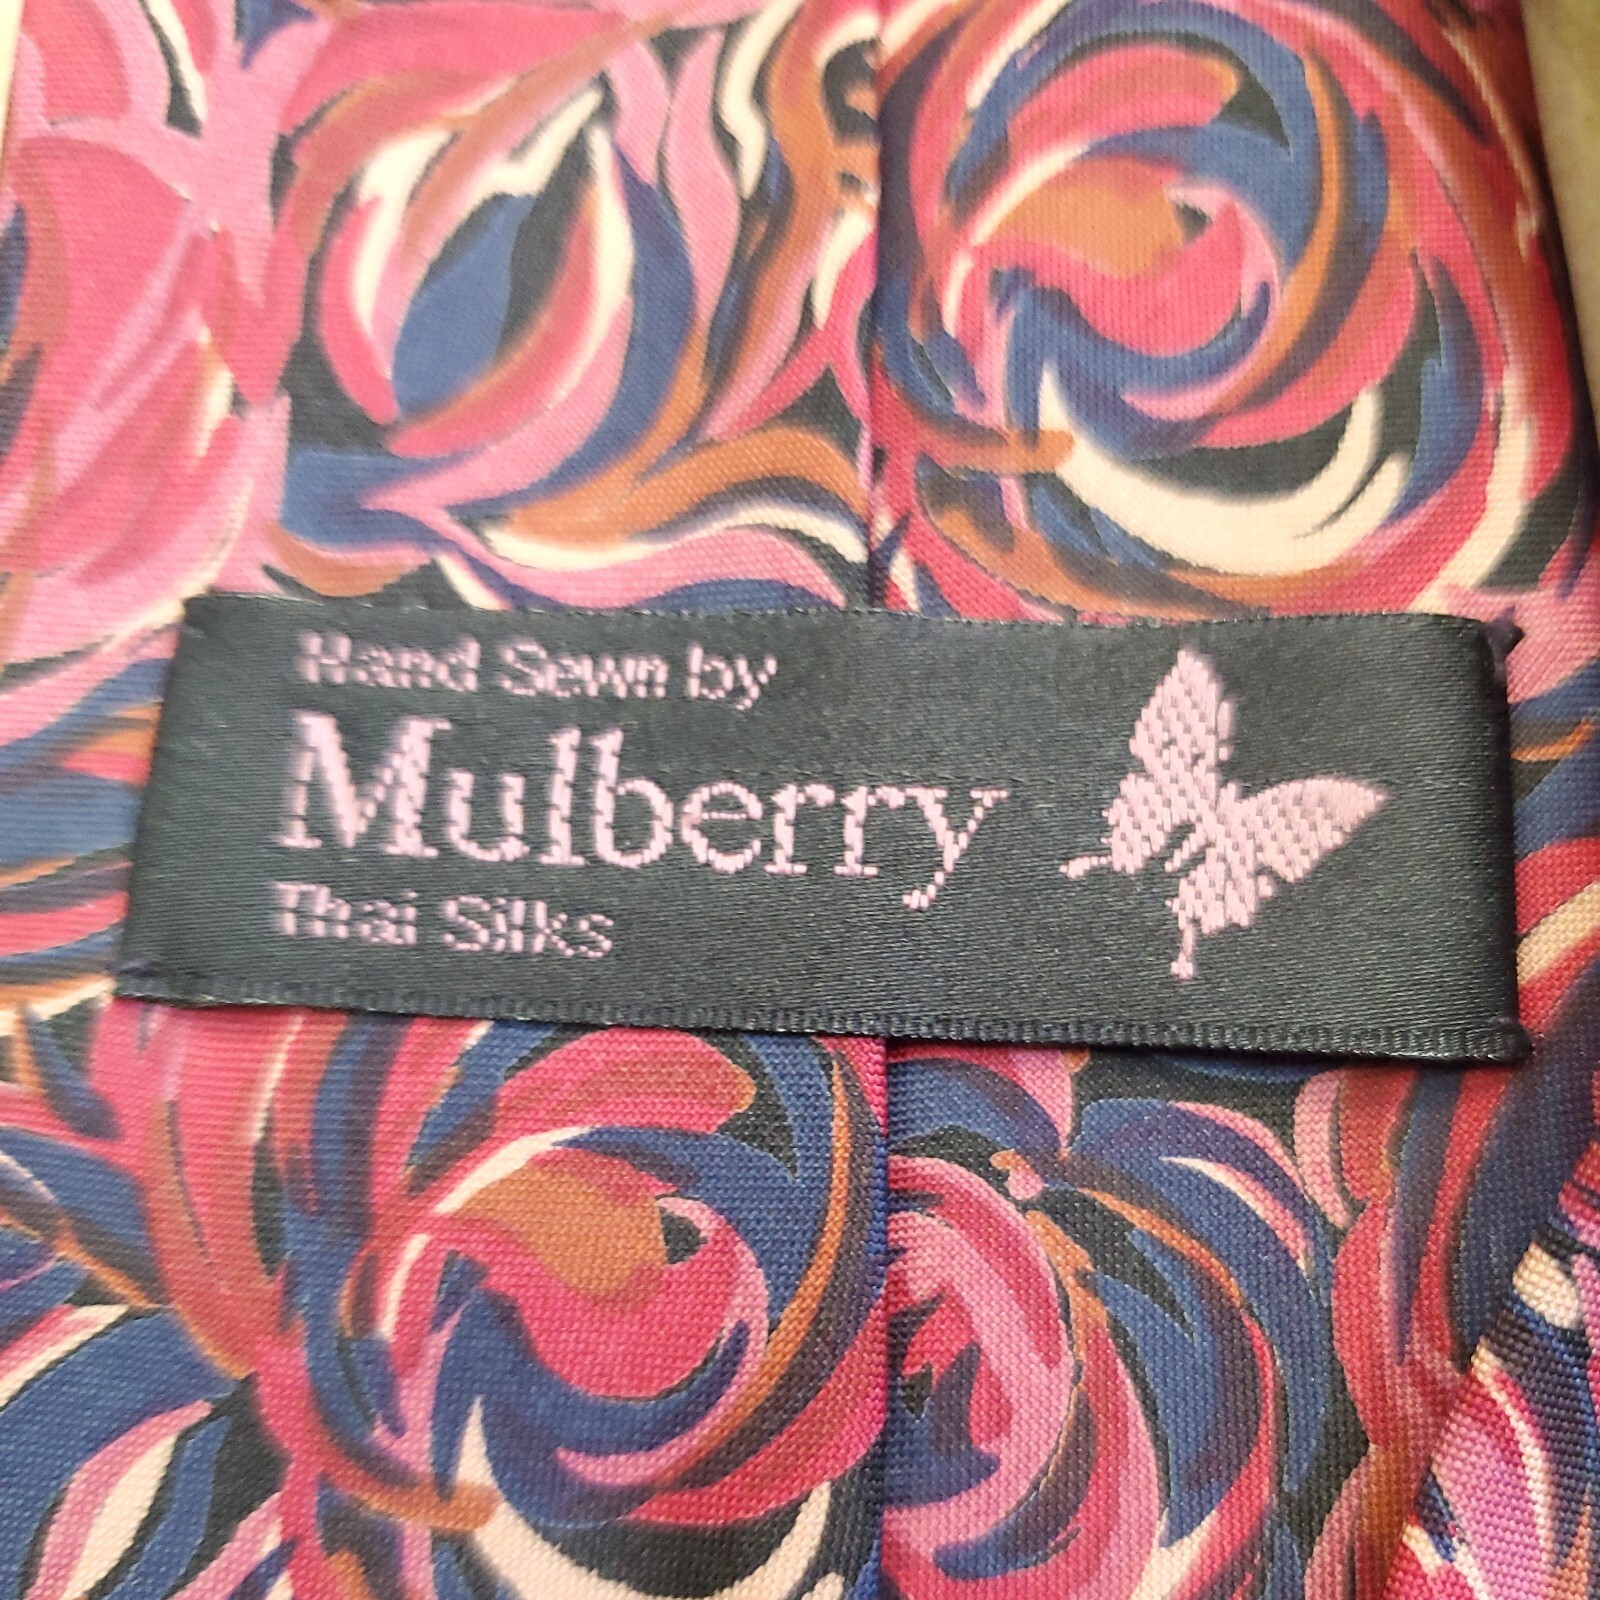 Hand Sewn by
Mulberry
Thai Silks